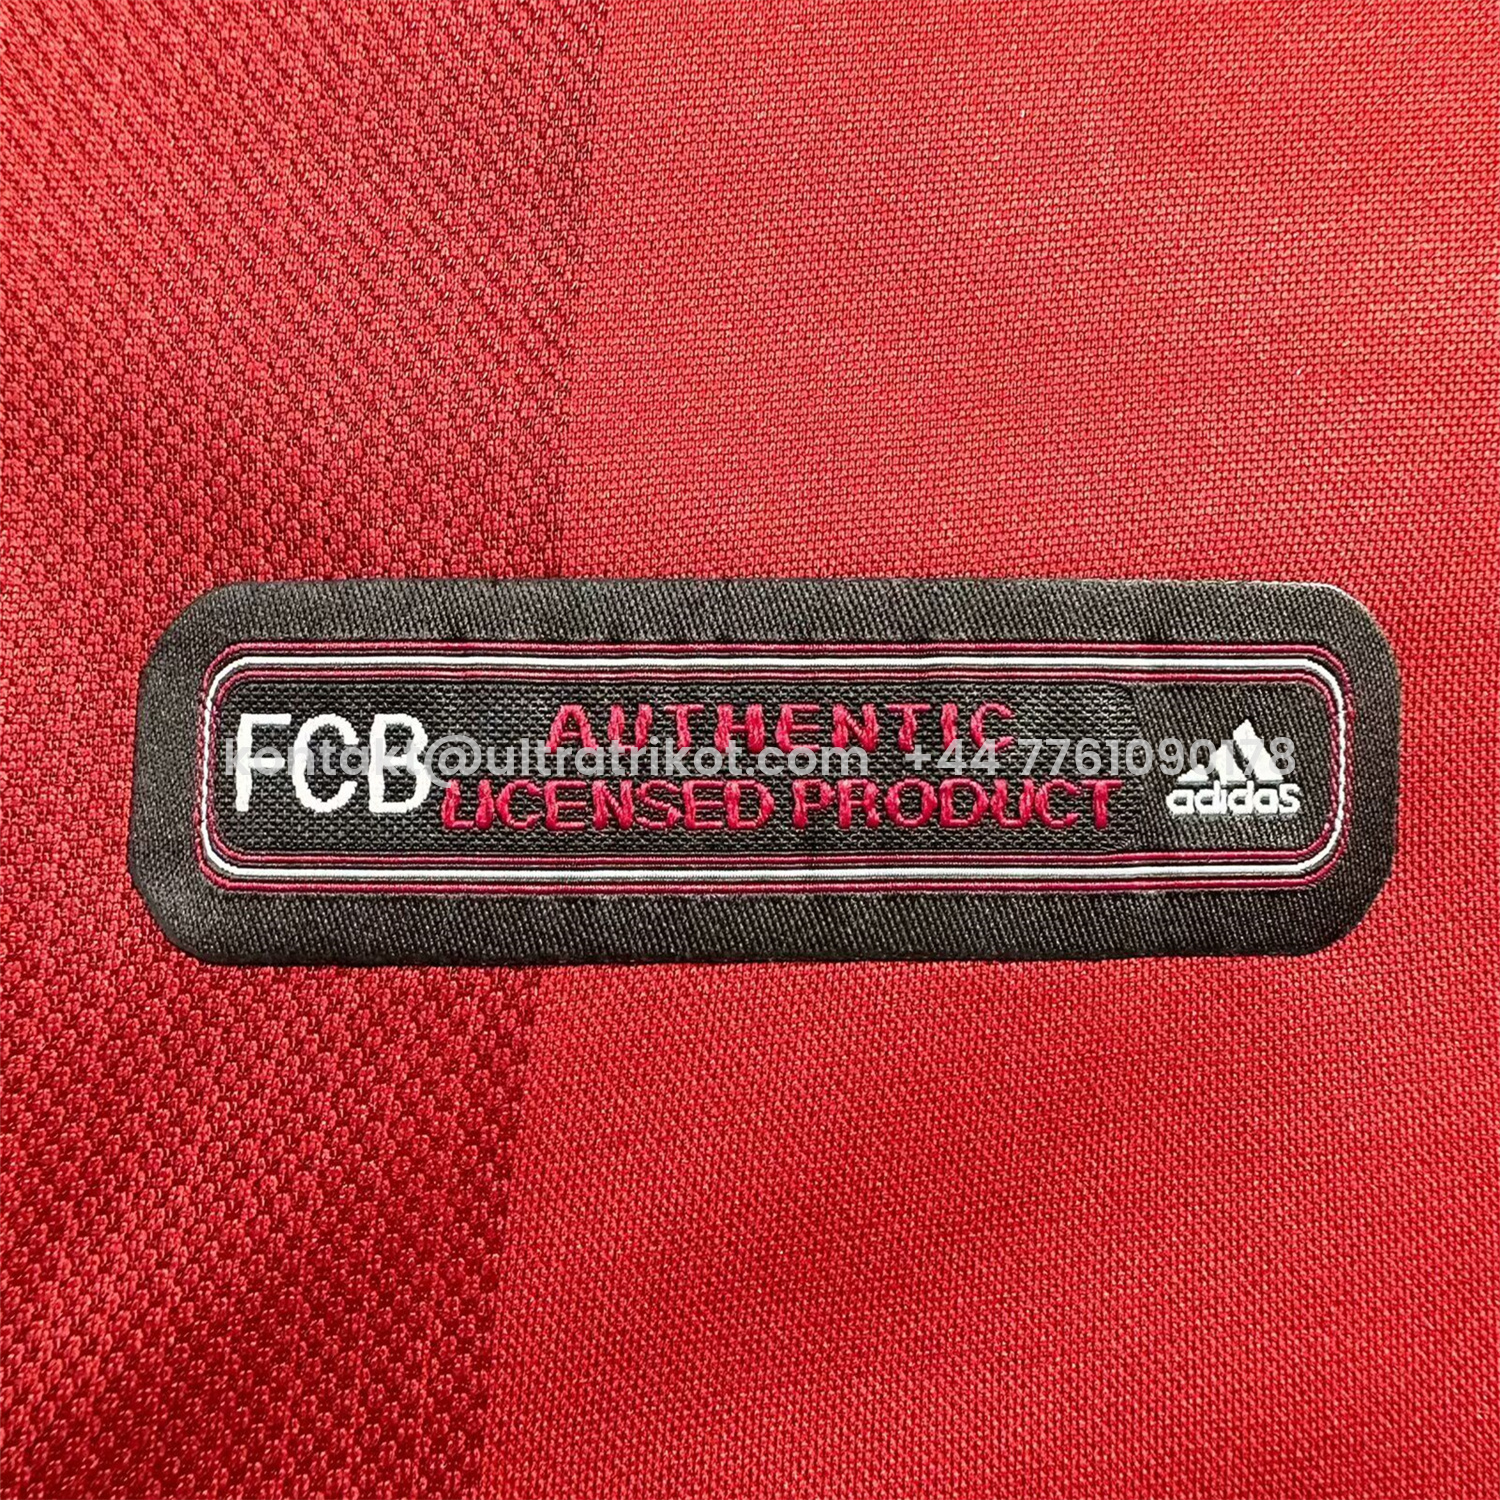 FCB
AUTHENTIC
LICENSED PRODUCT
adidas
kontakt@ultratrikot.com +44 7761090178